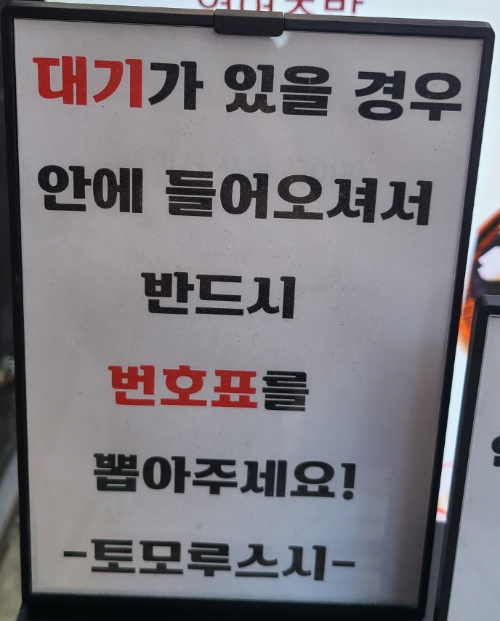 대기가 있을 경우
안에 들어오셔서
반드시
번호표를
뽑아주세요!
-토모루스시-